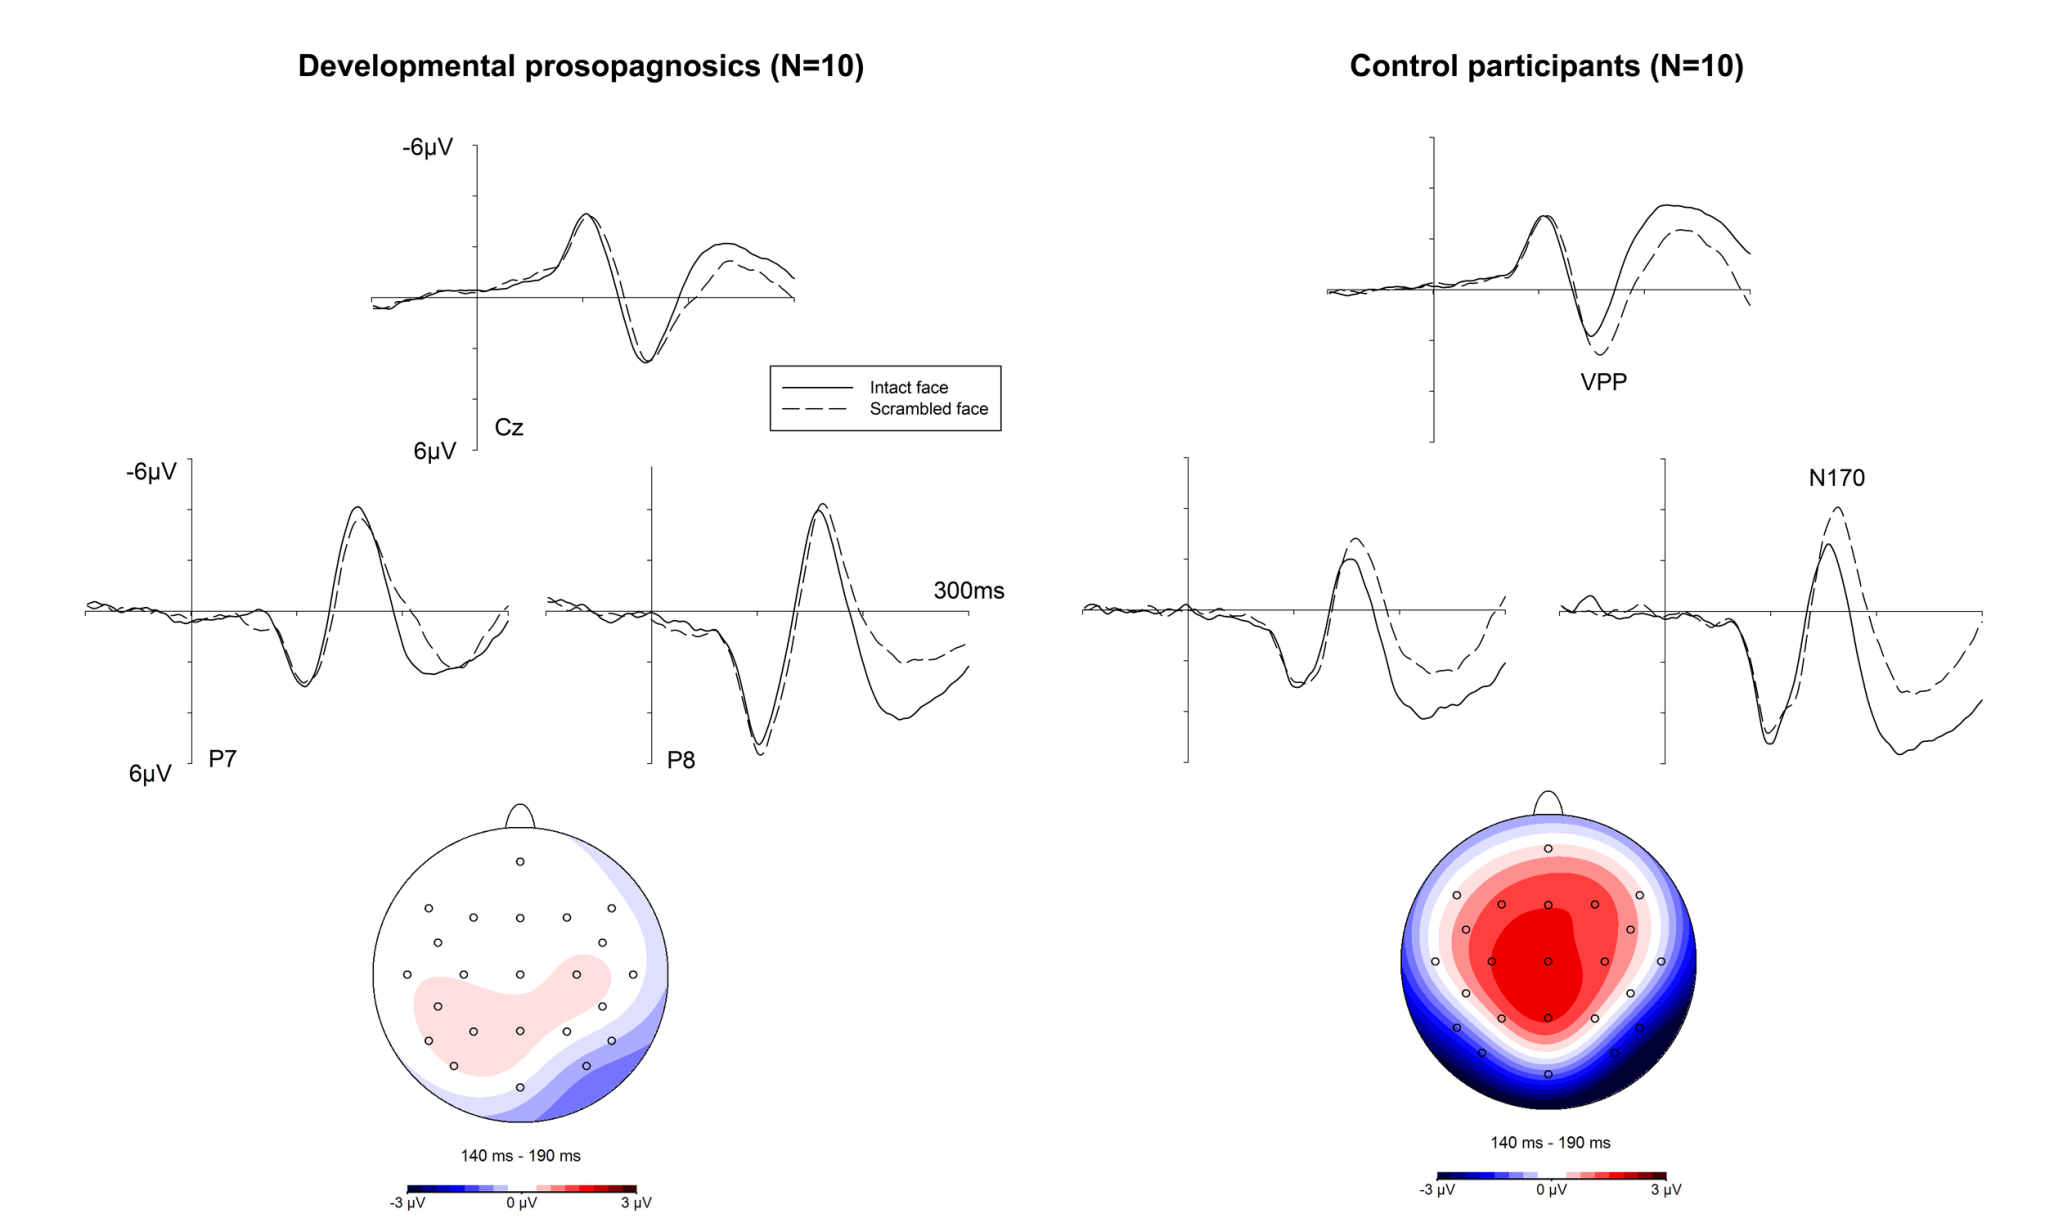 Developmental prosopagnosics (N=10)
Control participants (N=10)
-6µV
Intact face
Scrambled face
VPP
Cz
6µV
-6µV
N170
300ms
P7
P8
6µV
140 ms - 190 ms
-3 µV
0 µV
3 µV
140 ms - 190 ms
-3 µV
0 µV
3 µV